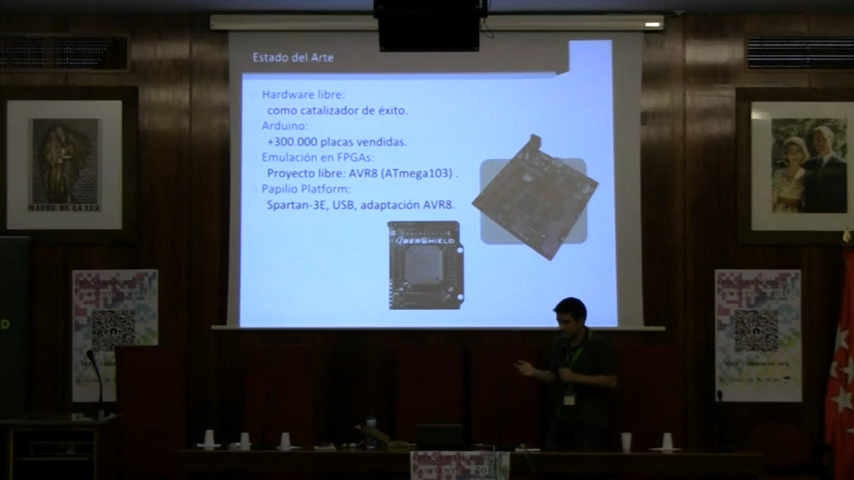 Estado del Arte
Hardware libre:
como catalizador de éxito.
Arduino:
+300.000 placas vendidas.
Emulación en FPGAs:
Proyecto libre: AVR8 (ATmega103) .
Papilio Platform:
Spartan-3E, USB, adaptación AVR8.
MADRE DE LA LUZ